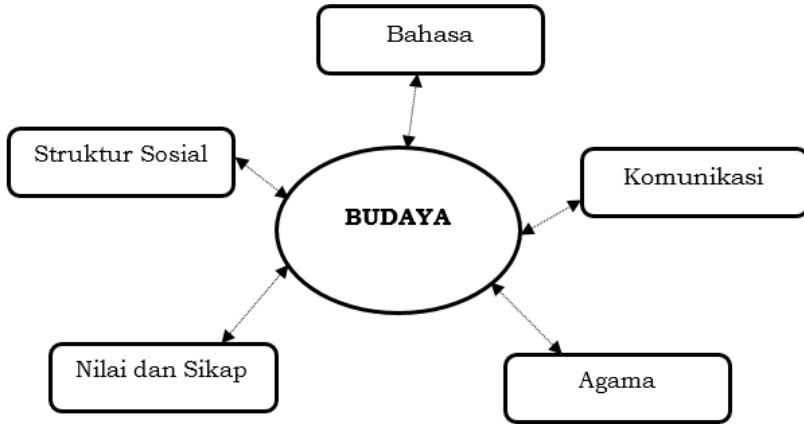 Bahasa
Struktur Sosial
Komunikasi
BUDAYA
Nilai dan Sikap
Agama